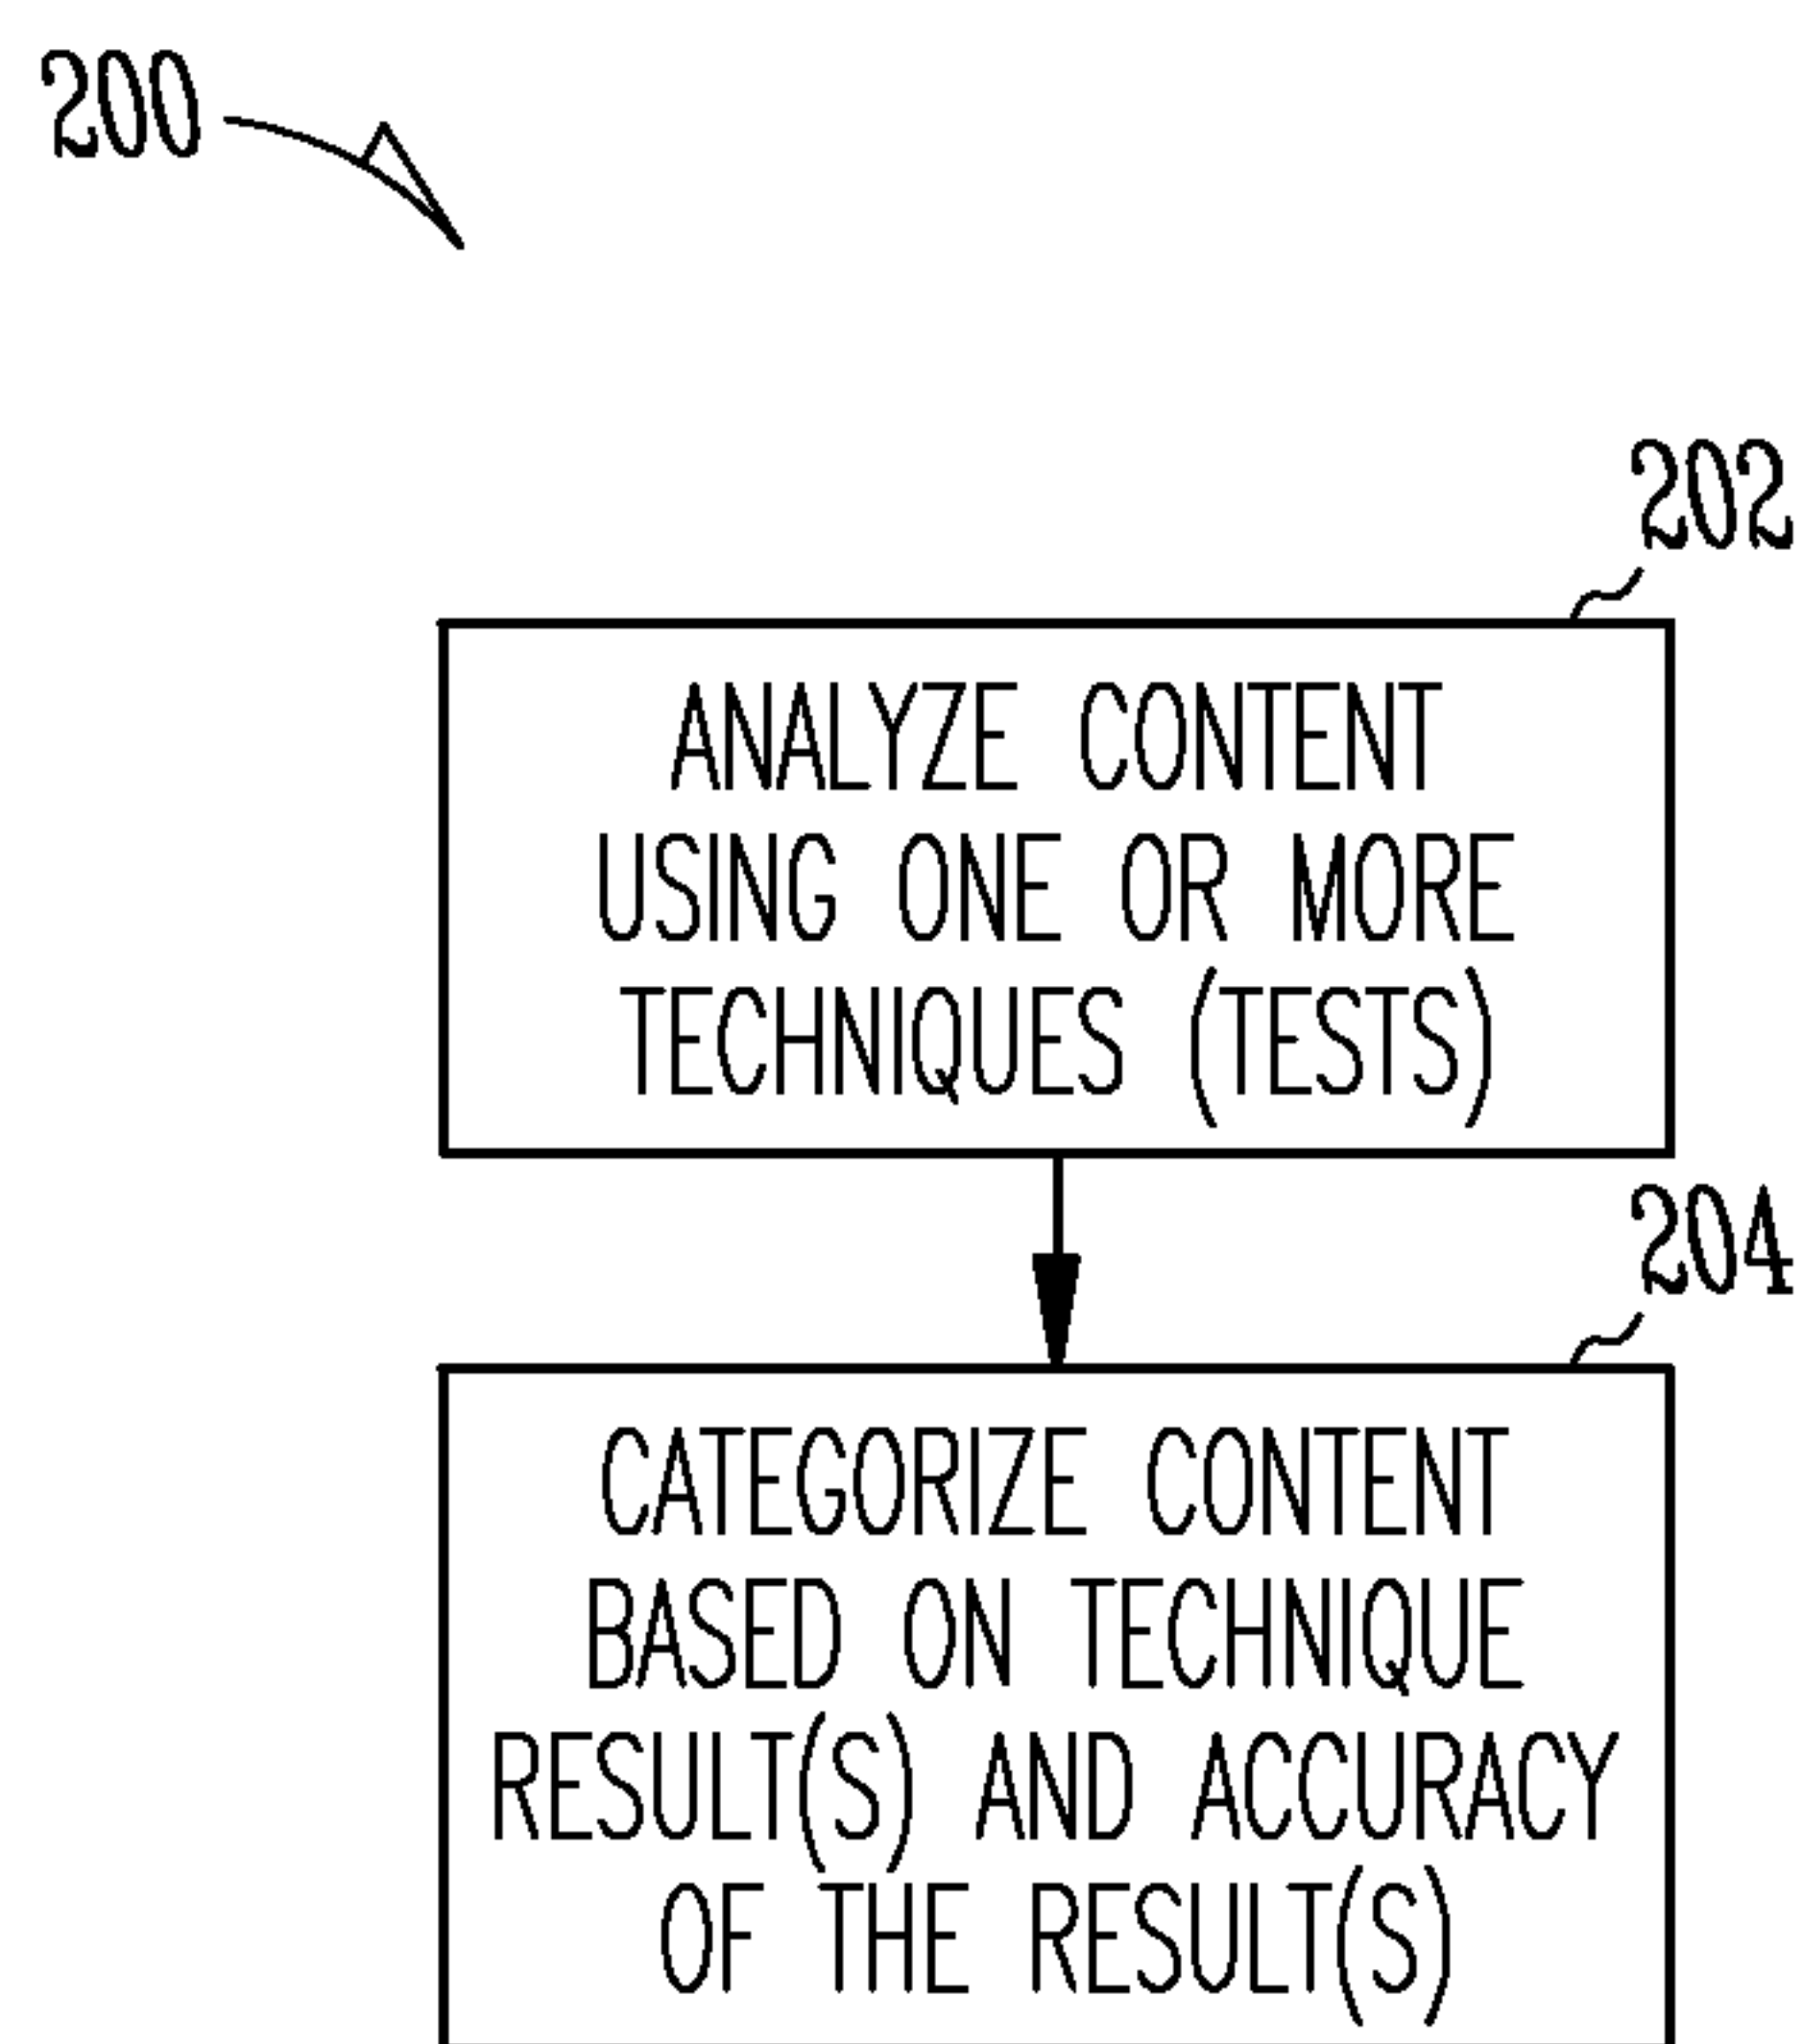 200
202
ANALYZE CONTENT
USING ONE OR MORE
TECHNIQUES (TESTS)
204
CATEGORIZE CONTENT
BASED ON TECHNIQUE
RESULT(S) AND ACCURACY
OF THE RESULT(S)